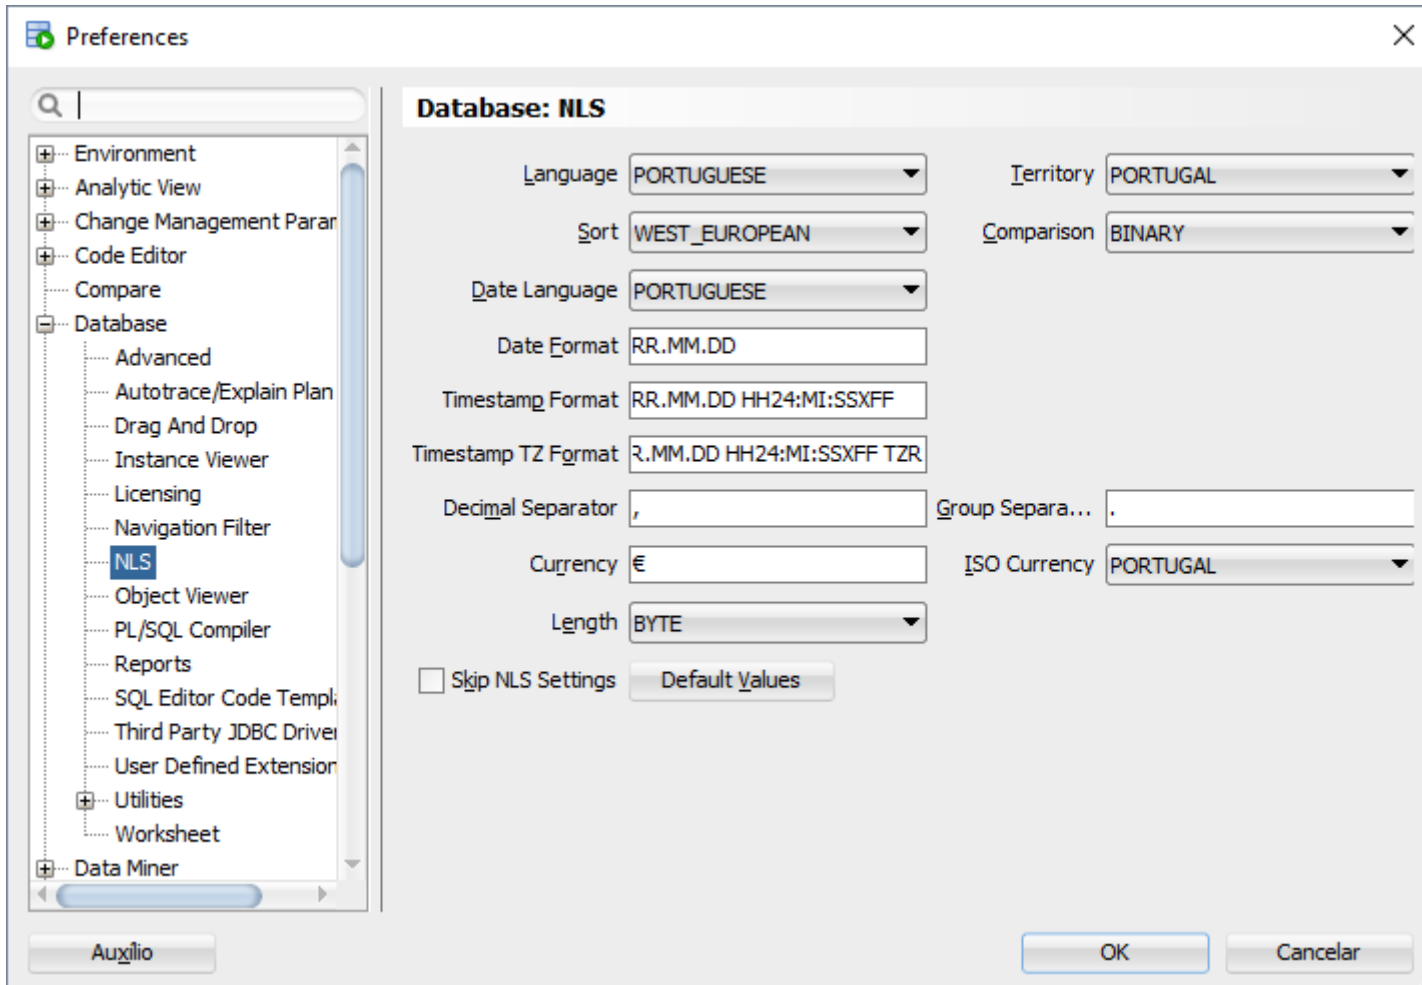 Preferences
Database: NLS
Environment
Analytic View
Change Management Parar
Code Editor
Compare
Database
Advanced
Autotrace/Explain Plan
Drag And Drop
Instance Viewer
Licensing
Navigation Filter
NLS
Object Viewer
PL/SQL Compiler
Reports
SQL Editor Code Templa
Third Party JDBC Driver
User Defined Extension
Utilities
Worksheet
Data Miner
Language PORTUGUESE Territory PORTUGAL
Sort WEST_EUROPEAN Comparison BINARY
Date Language PORTUGUESE
Date Format RR.MM.DD
Timestamp Format RR.MM.DD HH24:MI:SSXFF
Timestamp TZ Format R.MM.DD HH24:MI:SSXFF TZR
Decimal Separator , Group Separa... .
Currency € ISO Currency PORTUGAL
Length BYTE
Skip NLS Settings Default Values
Auxílio OK Cancelar